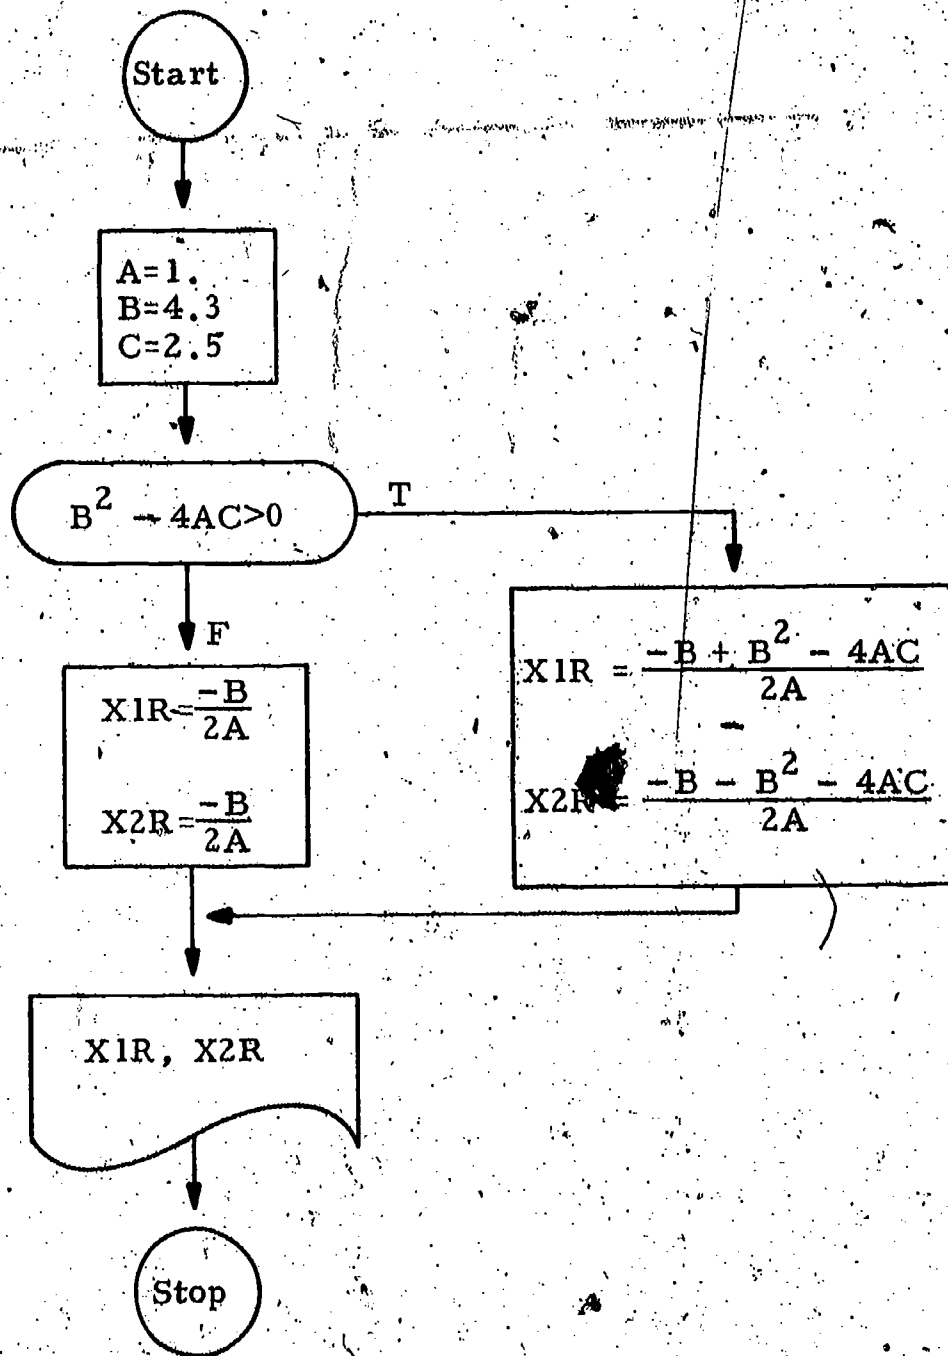 Start
A=1.
B=4.3
C=2.5
B² - 4AC>0
T
F
X1R=-B/2A
X2R=-B/2A
X1R = -B + B² - 4AC/2A
X2R = -B - B² - 4AC/2A
X1R, X2R
Stop